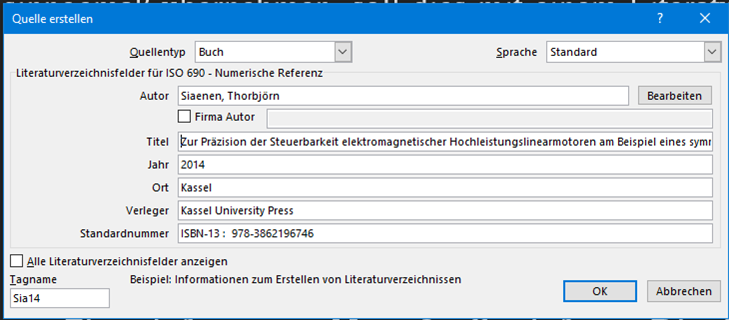 Quelle erstellen ? ×
Quellentyp Buch Sprache Standard
Literaturverzeichnisfelder für ISO 690 - Numerische Referenz
Autor Siaenen, Thorbjörn Bearbeiten
Firma Autor
Titel Zur Präzision der Steuerbarkeit elektromagnetischer Hochleistungslinearmotoren am Beispiel eines
Jahr 2014
Ort Kassel
Verleger Kassel University Press
Standardnummer ISBN-13 : 978-3862196746
Alle Literaturverzeichnisfelder anzeigen
Tagname Beispiel: Informationen zum Erstellen von Literaturverzeichnissen
Sia14 OK Abbrechen